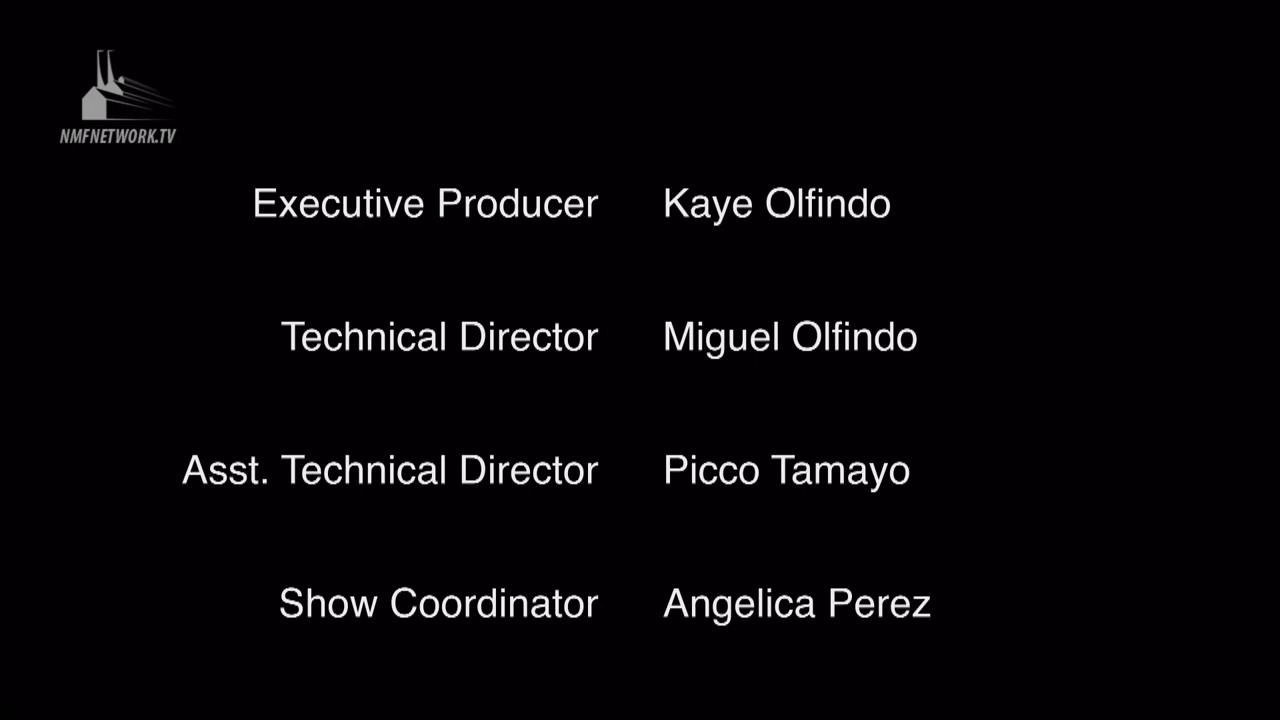 NMFNETWORK.TV
Executive Producer Kaye Olfindo
Technical Director Miguel Olfindo
Asst. Technical Director Picco Tamayo
Show Coordinator Angelica Perez